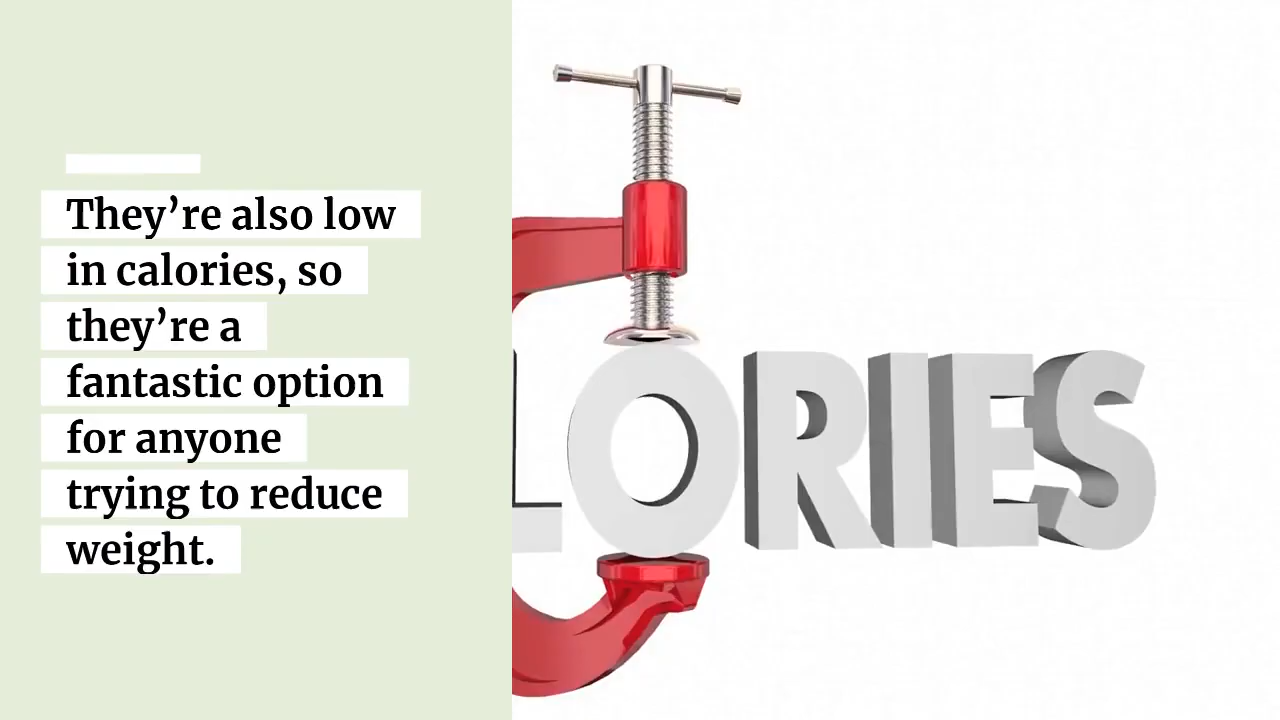 They’re also low
in calories, so
they’re a
fantastic option
for anyone
trying to reduce
weight.
LORIES